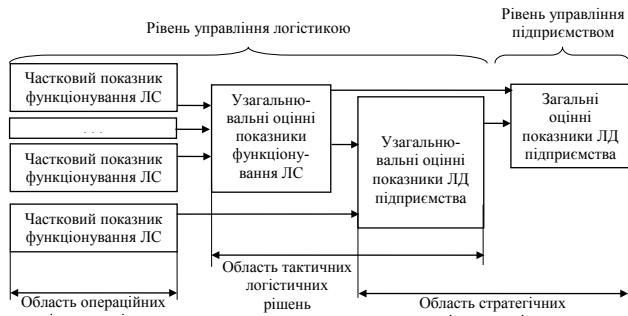 Рівень управління логістикою
Рівень управління
підприємством
Частковий показник
функціонування ЛС
. . .
Частковий показник
функціонування ЛС
Частковий показник
функціонування ЛС
Узагальню-
вальні оцінні
показники
функціону-
вання ЛС
Узагальню-
вальні оцінні
показники ЛД
підприємства
Загальні
оцінні
показники ЛД
підприємства
Область тактичних
логістичних
рішень
Область операційних
Область стратегічних